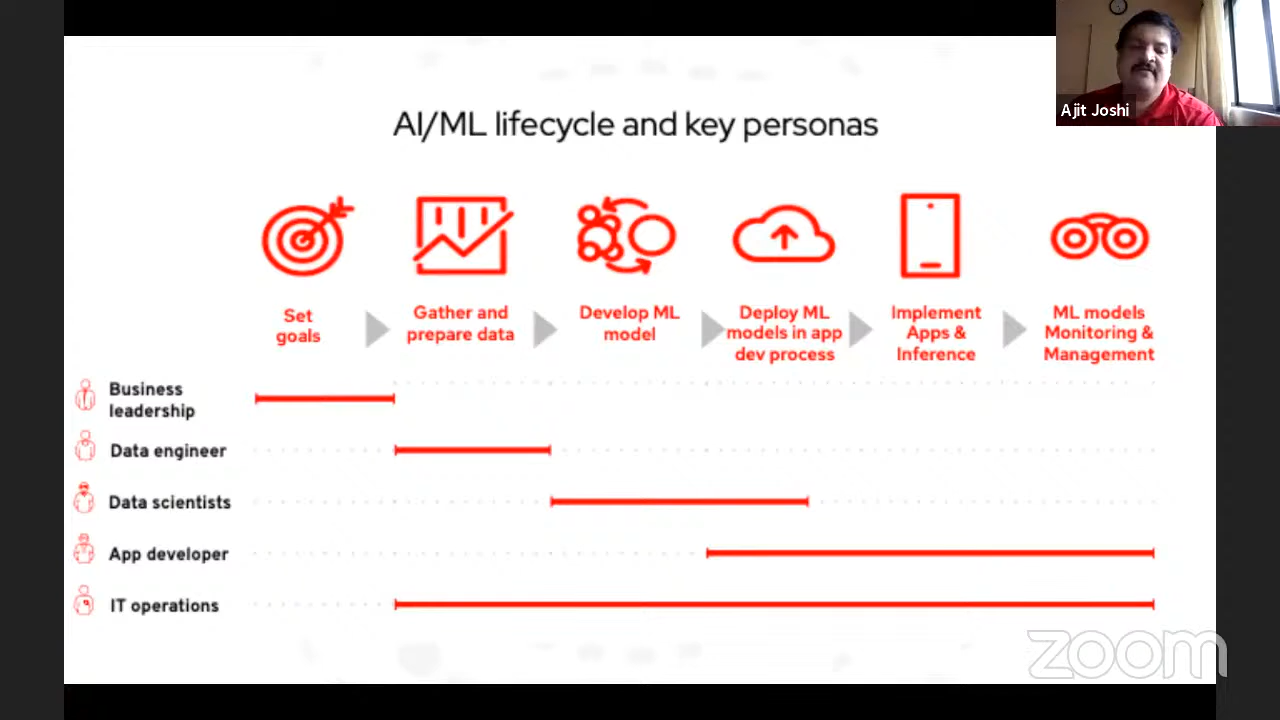 Ajit Joshi
AI/ML lifecycle and key personas
Set
goals
Gather and
prepare data
Develop ML
model
Deploy ML
models in app
dev process
Implement
Apps &
Inference
ML models
Monitoring &
Management
Business
leadership
Data engineer
Data scientists
App developer
IT operations
zoom